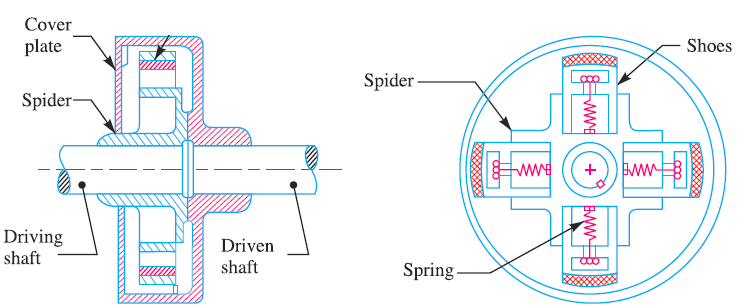 Cover
plate
Spider
Driving
shaft
Driven
shaft
Shoes
Spider
Spring